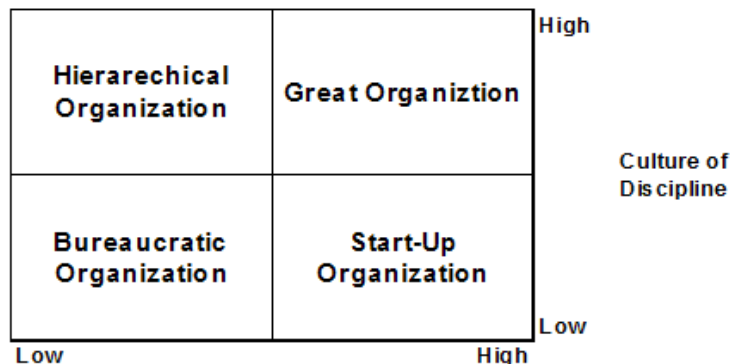 High
Hierarechical
Organization
Great Organiztion
Culture of
Discipline
Bureaucratic
Organization
Start-Up
Organization
Low
Low
High